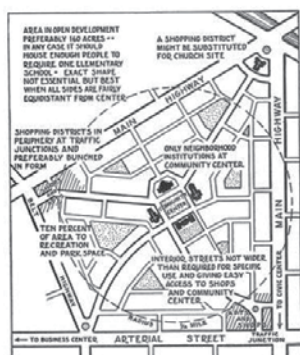 AREA IN OPEN DEVELOPMENT
PREFERABLY 160 ACRES --
IN ANY CASE IT SHOULD
HOUSE ENOUGH PEOPLE TO
REQUIRE ONE ELEMENTARY
SCHOOL - EXACT SHAPE
NOT ESSENTIAL BUT BEST
WHEN ALL SIDES ARE FAIRLY
EQUIDISTANT FROM CENTER.
A SHOPPING DISTRICT
MIGHT BE SUBSTITUTED
FOR CHURCH SITE
MAIN HIGHWAY
SHOPPING DISTRICTS IN
PERIPHERY AT TRAFFIC
JUNCTIONS AND
PREFERABLY BUNCHED
IN FORM
ONLY NEIGHBORHOOD
INSTITUTIONS AT
COMMUNITY CENTER
MAIN HIGHWAY
COMMUNITY
CENTER
TEN PERCENT
OF AREA TO
RECREATION
AND PARK SPACE
INTERIOR STREETS NOT WIDER
THAN REQUIRED FOR SPECIFIC
USE AND GIVING EASY
ACCESS TO SHOPS
AND COMMUNITY
CENTER
HIGHWAY
RADIUS
MILE
TO CIVIC CENTER
TO BUSINESS CENTER
ARTERIAL STREET
TRAFFIC
JUNCTION